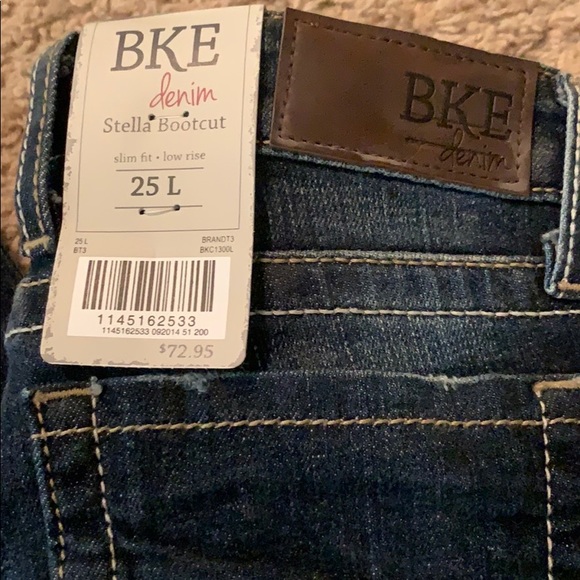 BKE
denim
Stella Bootcut
slim fit • low rise
25 L
25 L BRANDT3
BT3 BKC1300L
1145162533
1145162533 092014 51 200
$72.95
BKE
denim